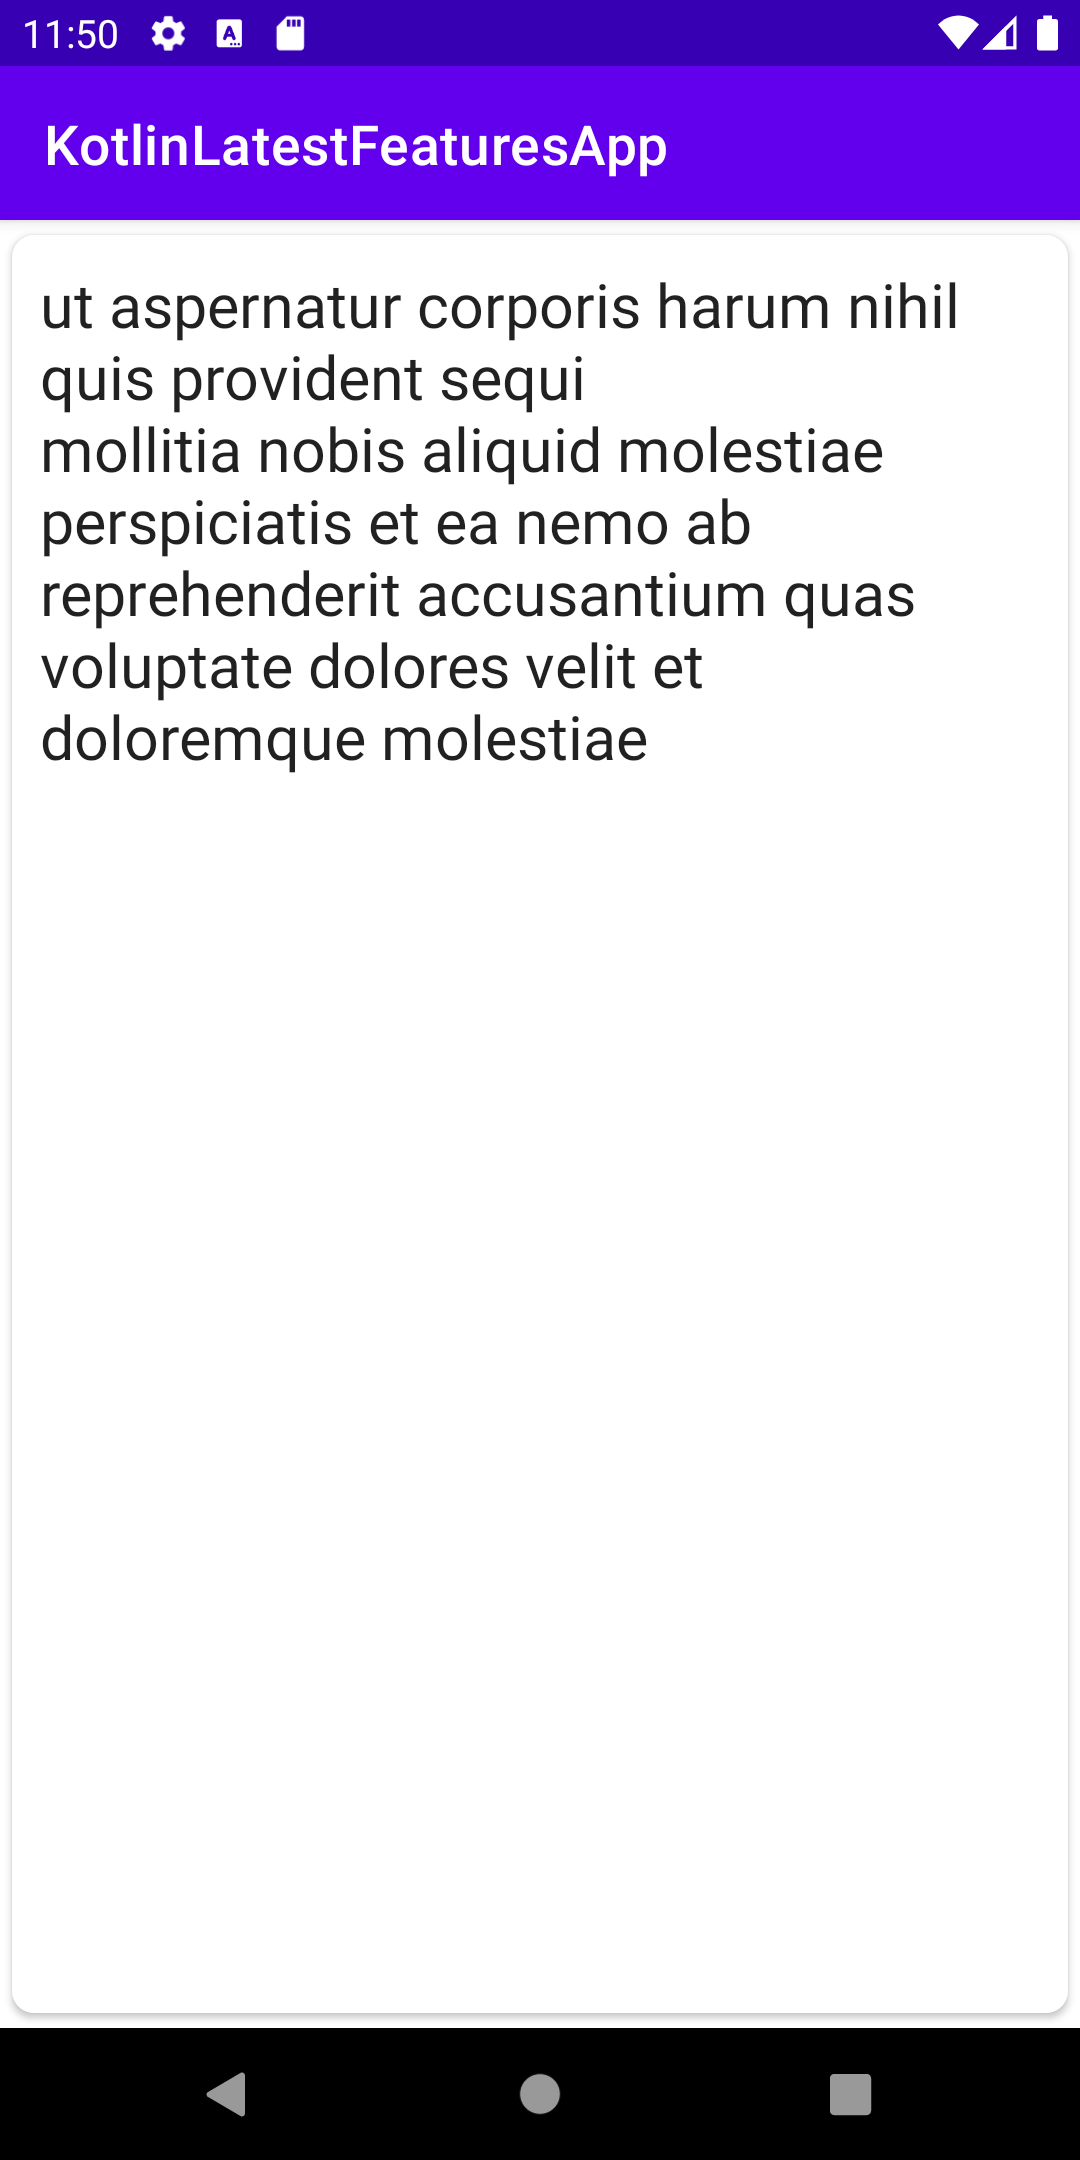 11:50
KotlinLatestFeaturesApp
ut aspernatur corporis harum nihil
quis provident sequi
mollitia nobis aliquid molestiae
perspiciatis et ea nemo ab
reprehenderit accusantium quas
voluptate dolores velit et
doloremque molestiae